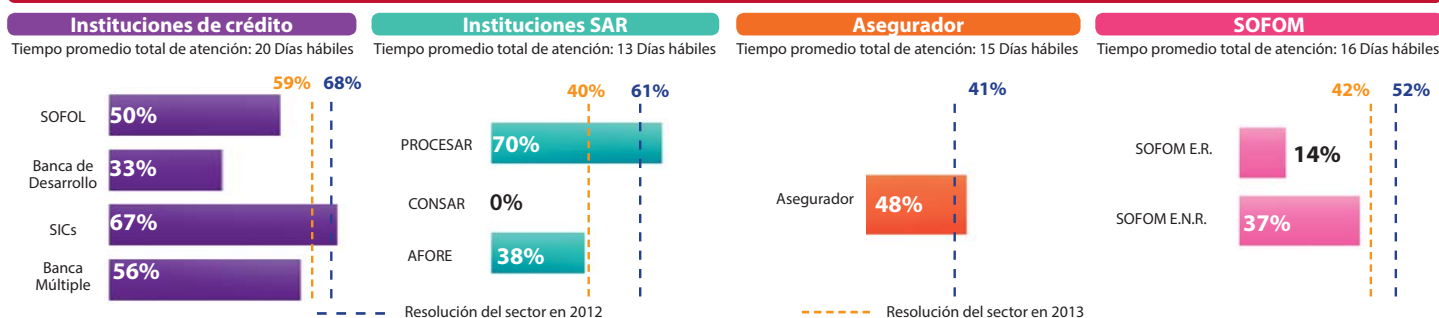 Instituciones de crédito
Tiempo promedio total de atención: 20 Días hábiles
59%
68%
SOFOL
50%
Banca de
Desarrollo
33%
SICs
67%
Banca
Múltiple
56%
Instituciones SAR
Tiempo promedio total de atención: 13 Días hábiles
40%
61%
PROCESAR
70%
CONSAR
0%
AFORE
38%
Asegurador
Tiempo promedio total de atención: 15 Días hábiles
41%
Asegurador
48%
SOFOM
Tiempo promedio total de atención: 16 Días hábiles
42%
52%
SOFOM E.R.
14%
SOFOM E.N.R.
37%
Resolución del sector en 2012
Resolución del sector en 2013